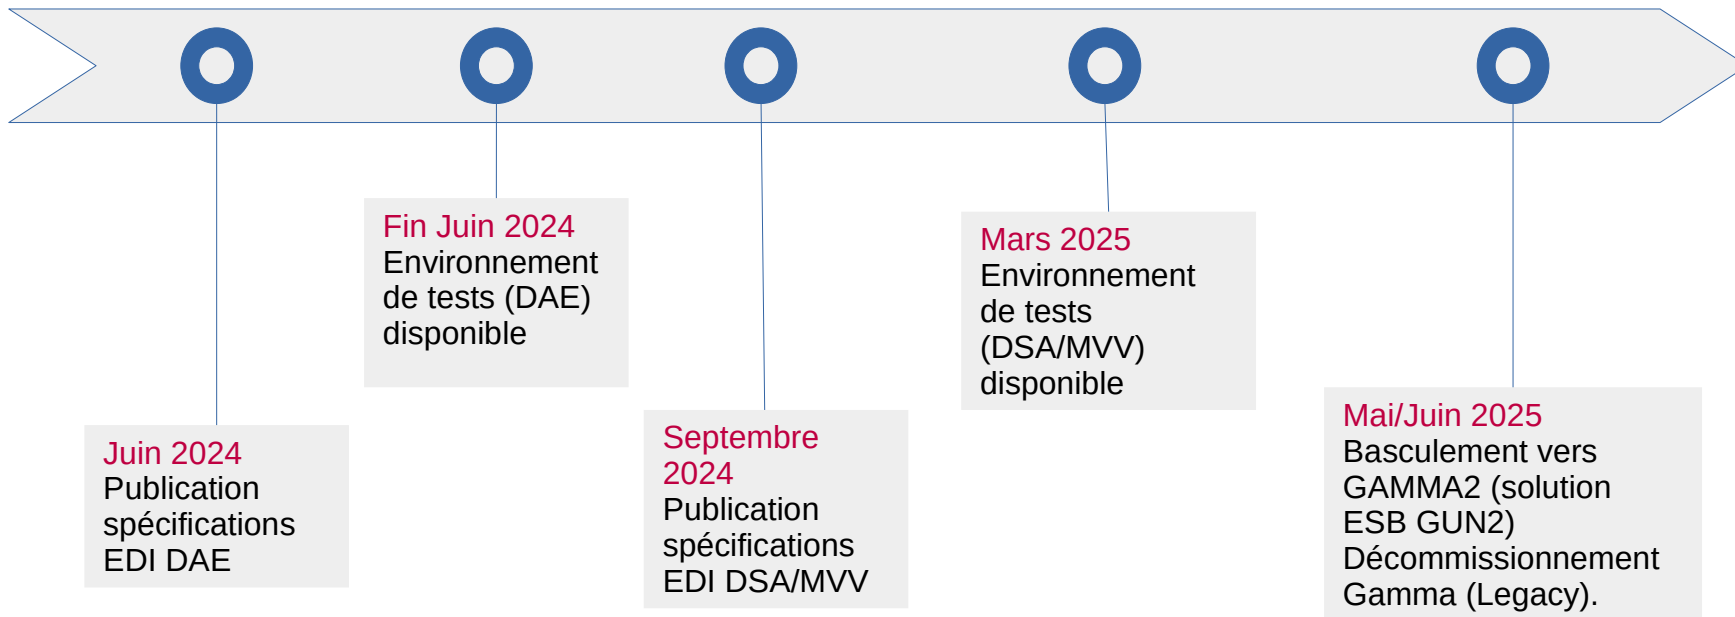 Juin 2024
Publication
spécifications
EDI DAE
Fin Juin 2024
Environnement
de tests (DAE)
disponible
Septembre
2024
Publication
spécifications
EDI DSA/MVV
Mars 2025
Environnement
de tests
(DSA/MVV)
disponible
Mai/Juin 2025
Basculement vers
GAMMA2 (solution
ESB GUN2)
Décommissionnement
Gamma (Legacy).